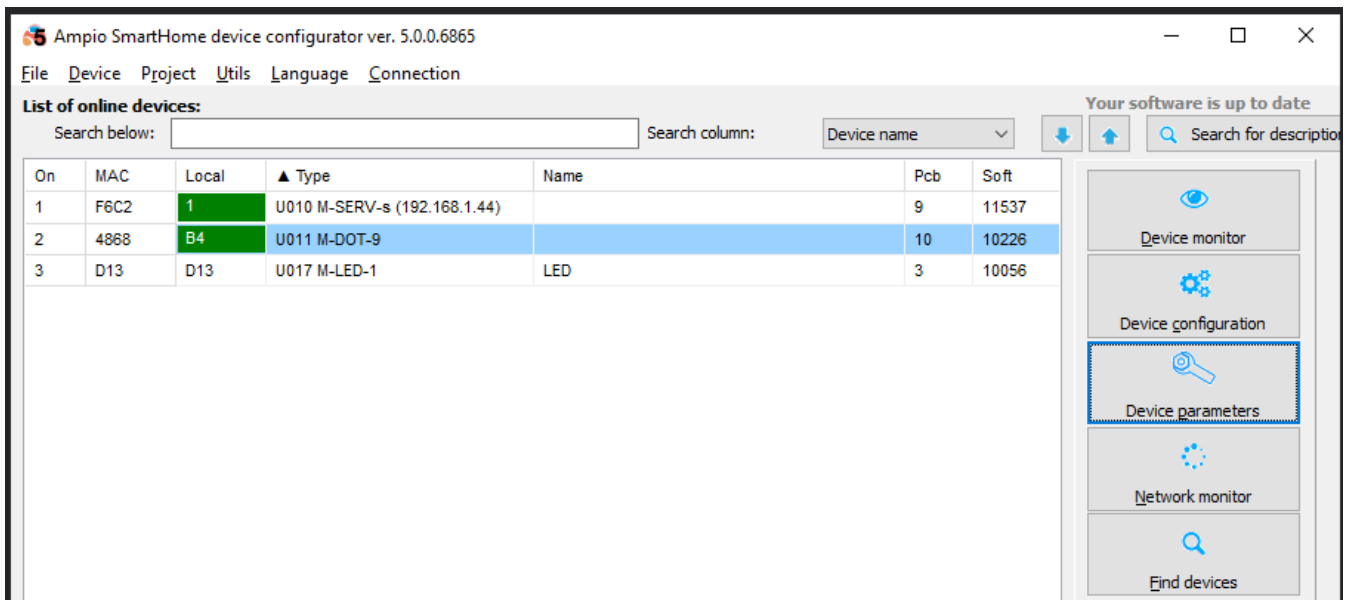 Ampio SmartHome device configurator ver. 5.0.0.6865
File Device Project Utils Language Connection
List of online devices:
Your software is up to date
Search below:
Search column:
Device name
Search for description
On MAC Local ▲ Type Name Pcb Soft
1 F6C2 1 U010 M-SERV-s (192.168.1.44) 9 11537
2 4868 B4 U011 M-DOT-9 10 10226
3 D13 D13 U017 M-LED-1 LED 3 10056
Device monitor
Device configuration
Device parameters
Network monitor
Find devices